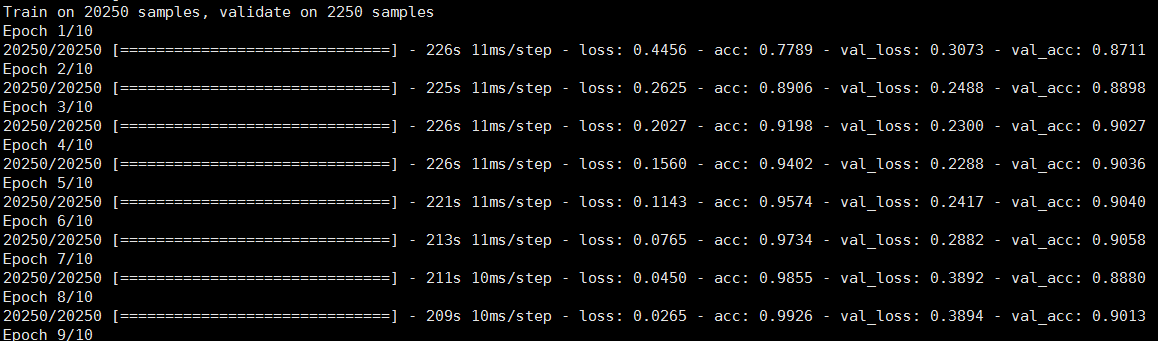 Train on 20250 samples, validate on 2250 samples
Epoch 1/10
20250/20250 [==============================] - 226s 11ms/step - loss: 0.4456 - acc: 0.7789 - val_loss: 0.3073 - val_acc: 0.8711
Epoch 2/10
20250/20250 [==============================] - 225s 11ms/step - loss: 0.2625 - acc: 0.8906 - val_loss: 0.2488 - val_acc: 0.8898
Epoch 3/10
20250/20250 [==============================] - 226s 11ms/step - loss: 0.2027 - acc: 0.9198 - val_loss: 0.2300 - val_acc: 0.9027
Epoch 4/10
20250/20250 [==============================] - 226s 11ms/step - loss: 0.1560 - acc: 0.9402 - val_loss: 0.2288 - val_acc: 0.9036
Epoch 5/10
20250/20250 [==============================] - 221s 11ms/step - loss: 0.1143 - acc: 0.9574 - val_loss: 0.2417 - val_acc: 0.9040
Epoch 6/10
20250/20250 [==============================] - 213s 11ms/step - loss: 0.0765 - acc: 0.9734 - val_loss: 0.2882 - val_acc: 0.9058
Epoch 7/10
20250/20250 [==============================] - 211s 10ms/step - loss: 0.0450 - acc: 0.9855 - val_loss: 0.3892 - val_acc: 0.8880
Epoch 8/10
20250/20250 [==============================] - 209s 10ms/step - loss: 0.0265 - acc: 0.9926 - val_loss: 0.3894 - val_acc: 0.9013
Epoch 9/10